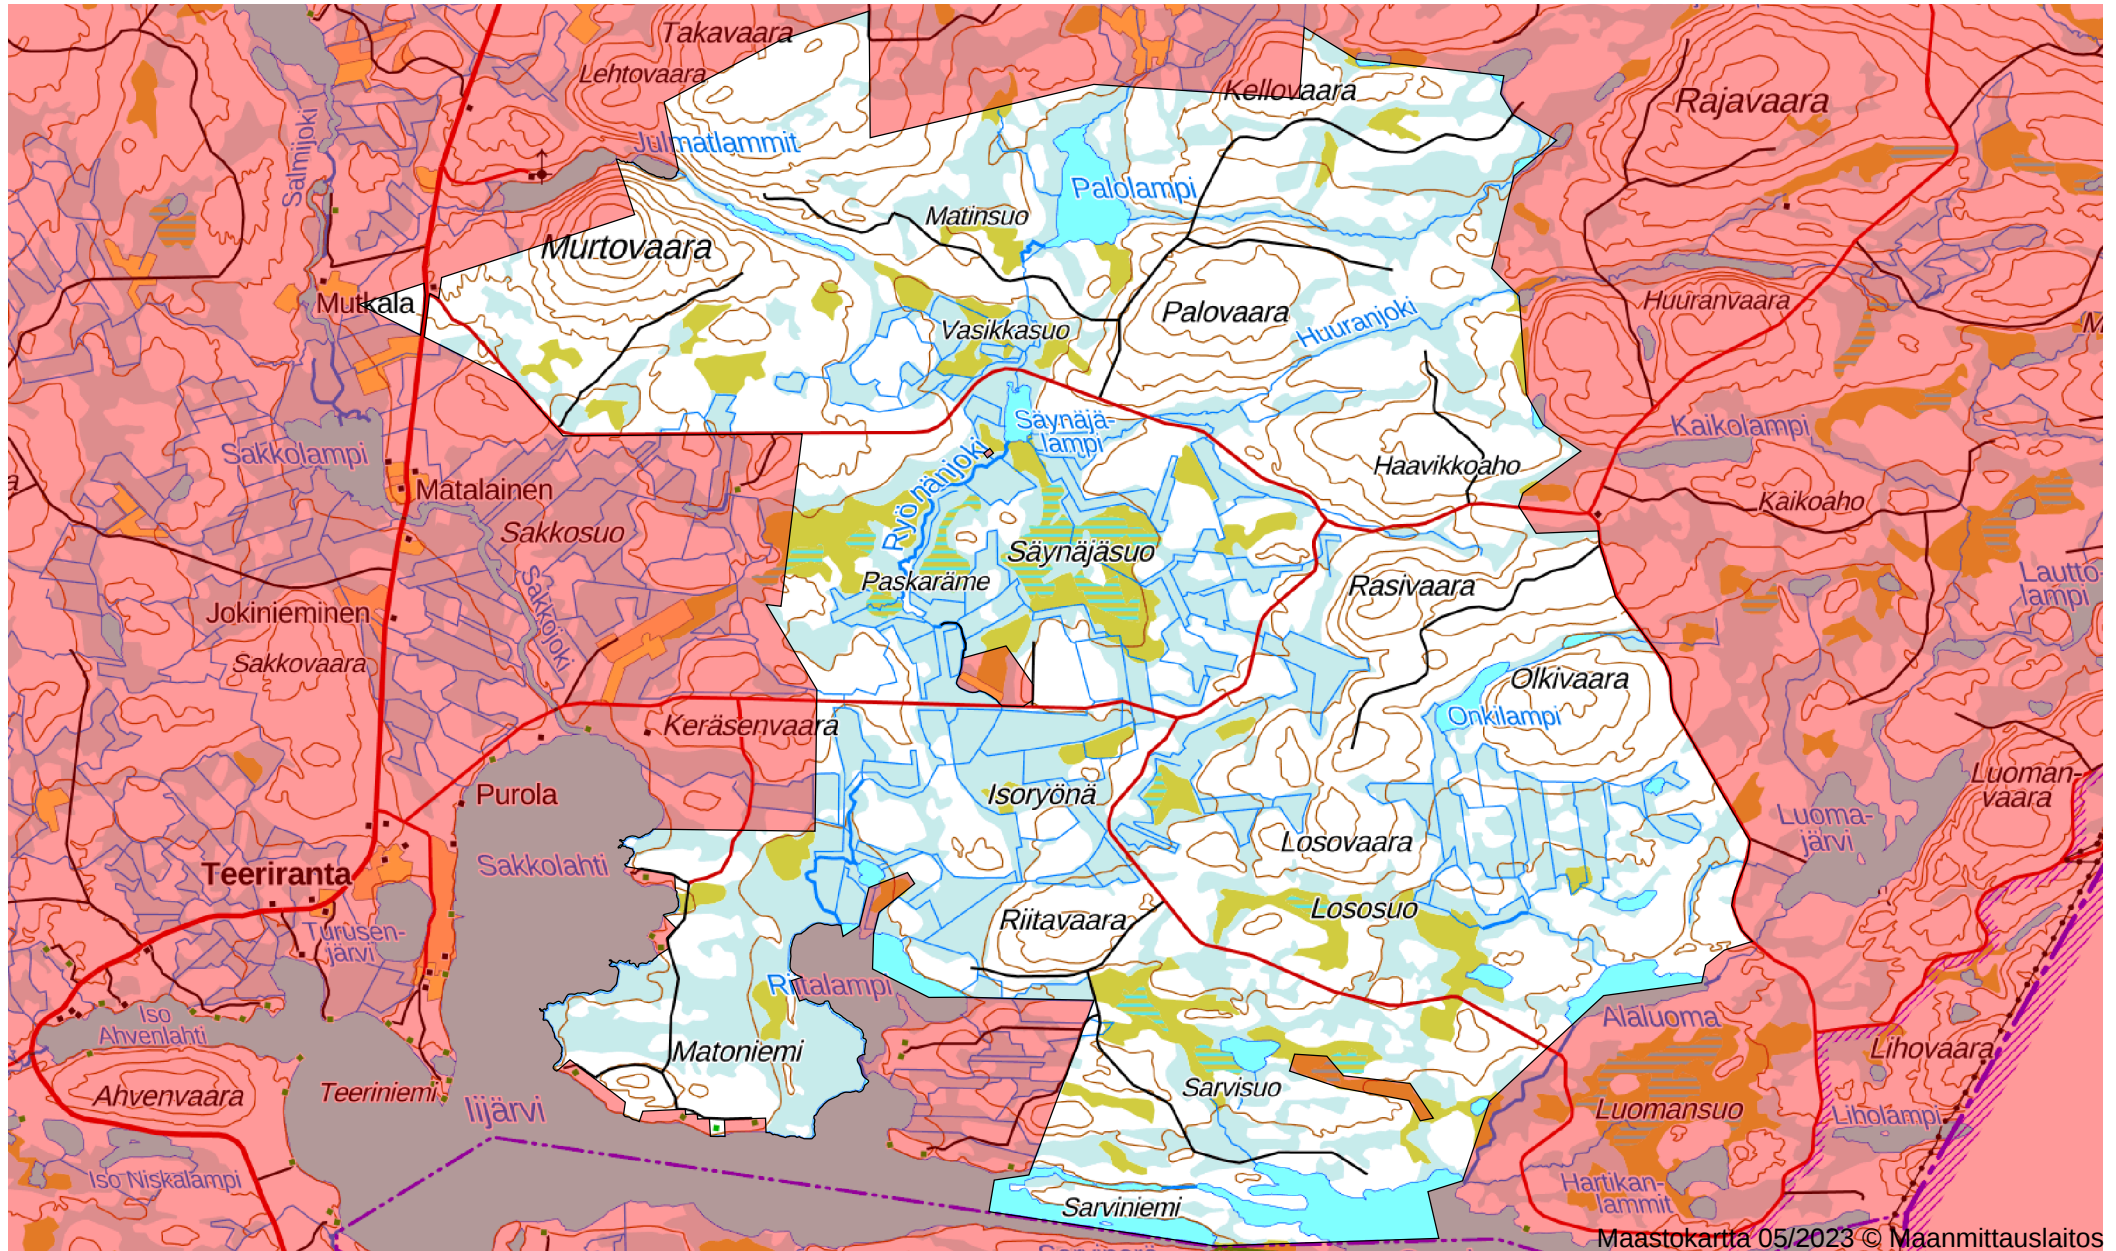 Takavaara
Lehtovaara
Kellovaara
Rajavaara
Julmatlammit
Salmijoki
Palolampi
Matinsuo
Murtovaara
Mutkala
Palovaara
Huuranjoki
Huuranvaara
Vasikkasuo
Säynäjä-
lampi
Kaikolampi
Sakkolampi
Haavikkoaho
Matalainen
Kaikoaho
Ryönänjoki
Sakkosuo
Säynäjäsuo
Paskaräme
Rasivaara
Lautto-
lampi
Sakkojoki
Jokinieminen
Sakkovaara
Olkivaara
Onkilampi
Keräsenvaara
Luoman-
vaara
Purola
Isoryönä
Luoma-
järvi
Losovaara
Sakkolahti
Teeriranta
Lososuo
Riitavaara
Turusen-
järvi
Riitalampi
Iso
Ahvenlahti
Alaluoma
Matoniemi
Lihovaara
Sarvisuo
Teeriniemi
Ahvenvaara
Iijärvi
Luomansuo
Liholampi
Iso Niskalampi
Hartikan-
lammit
Sarviniemi
Maastokartta 05/2023 © Maanmittauslaitos